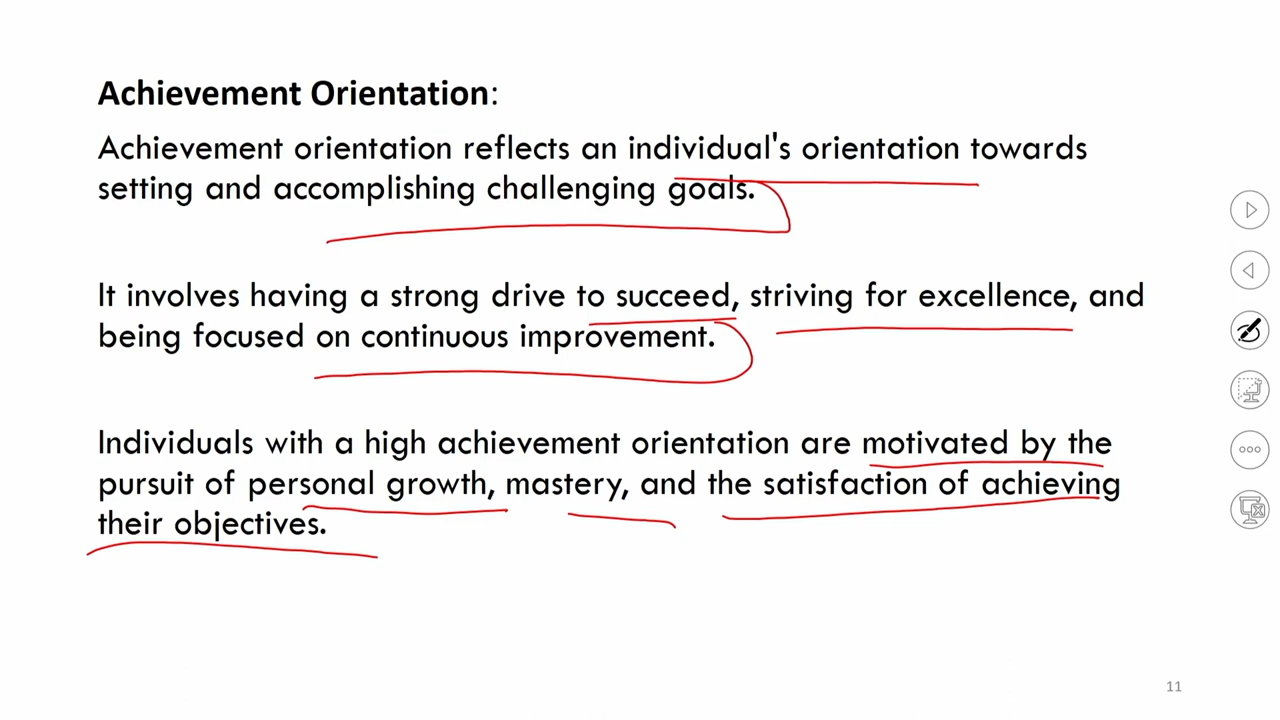 Achievement Orientation:
Achievement orientation reflects an individual's orientation towards
setting and accomplishing challenging goals.
It involves having a strong drive to succeed, striving for excellence, and
being focused on continuous improvement.
Individuals with a high achievement orientation are motivated by the
pursuit of personal growth, mastery, and the satisfaction of achieving
their objectives.
11